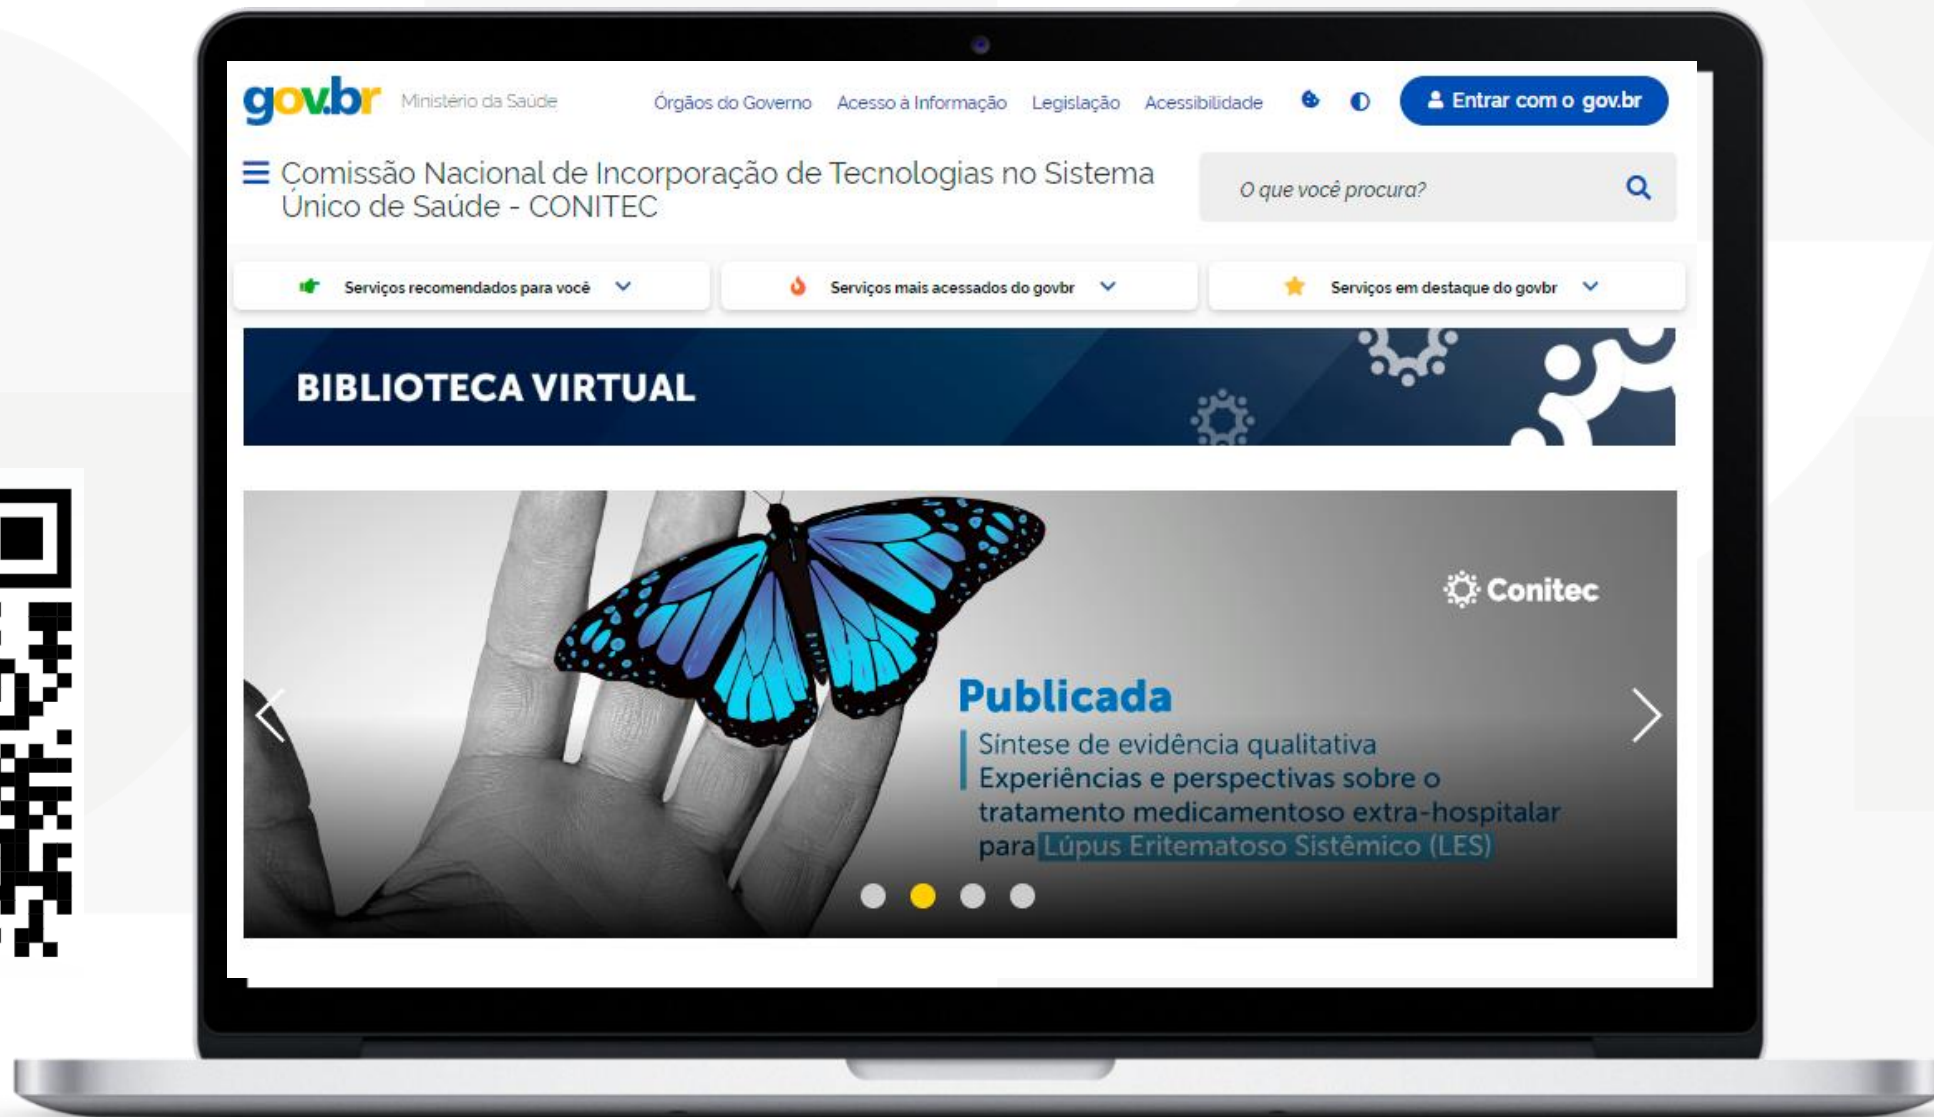 gov.br
Ministério da Saúde
Órgãos do Governo
Acesso à Informação
Legislação
Acessibilidade
Entrar com o gov.br
Comissão Nacional de Incorporação de Tecnologias no Sistema
Único de Saúde - CONITEC
O que você procura?
Serviços recomendados para você
Serviços mais acessados do govbr
Serviços em destaque do govbr
BIBLIOTECA VIRTUAL
Conitec
Publicada
Síntese de evidência qualitativa
Experiências e perspectivas sobre o
tratamento medicamentoso extra-hospitalar
para Lúpus Eritematoso Sistêmico (LES)